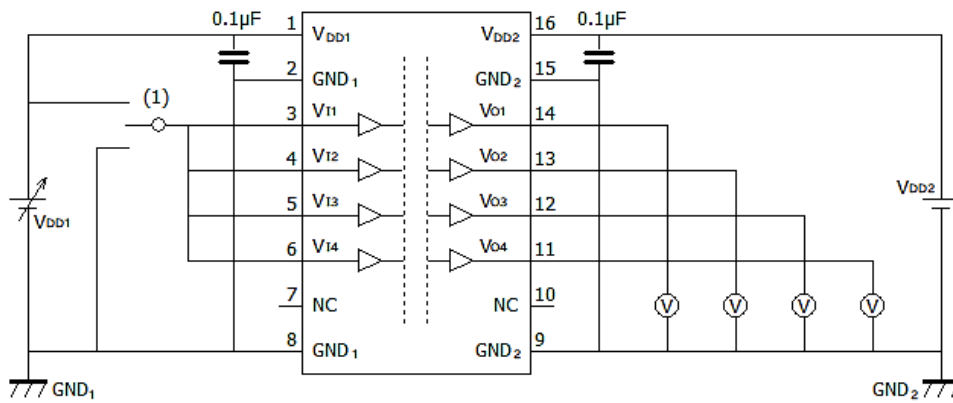 0.1µF 1 16 0.1µF
VDD1 VDD2
2 GND1 GND2 15
(1) 3 VI1 VO1 14
4 VI2 VO2 13
VDD1 5 VI3 VO3 12 VDD2
6 VI4 VO4 11
7 NC NC 10
V V V V
8 GND1 GND2 9
GND1 GND2